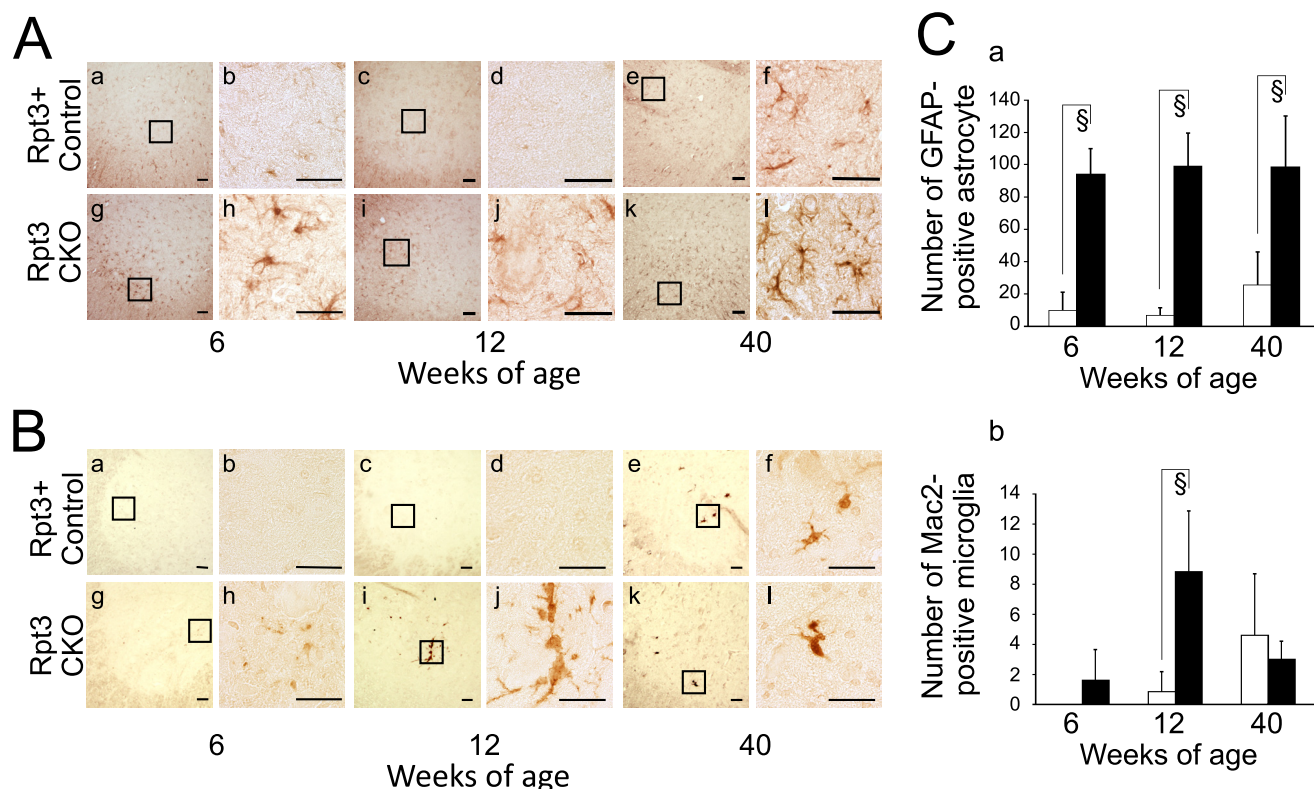 A
Rpt3+
Control
a b c d e f
Rpt3
CKO
g h i j k l
6 12 40
Weeks of age
B
Rpt3+
Control
a b c d e f
Rpt3
CKO
g h i j k l
6 12 40
Weeks of age
C
a
Number of GFAP-
positive astrocyte
140
120
100
80
60
40
20
0
§ § §
6 12 40
Weeks of age
b
Number of Mac2-
positive microglia
14
12
10
8
6
4
2
0
§
6 12 40
Weeks of age